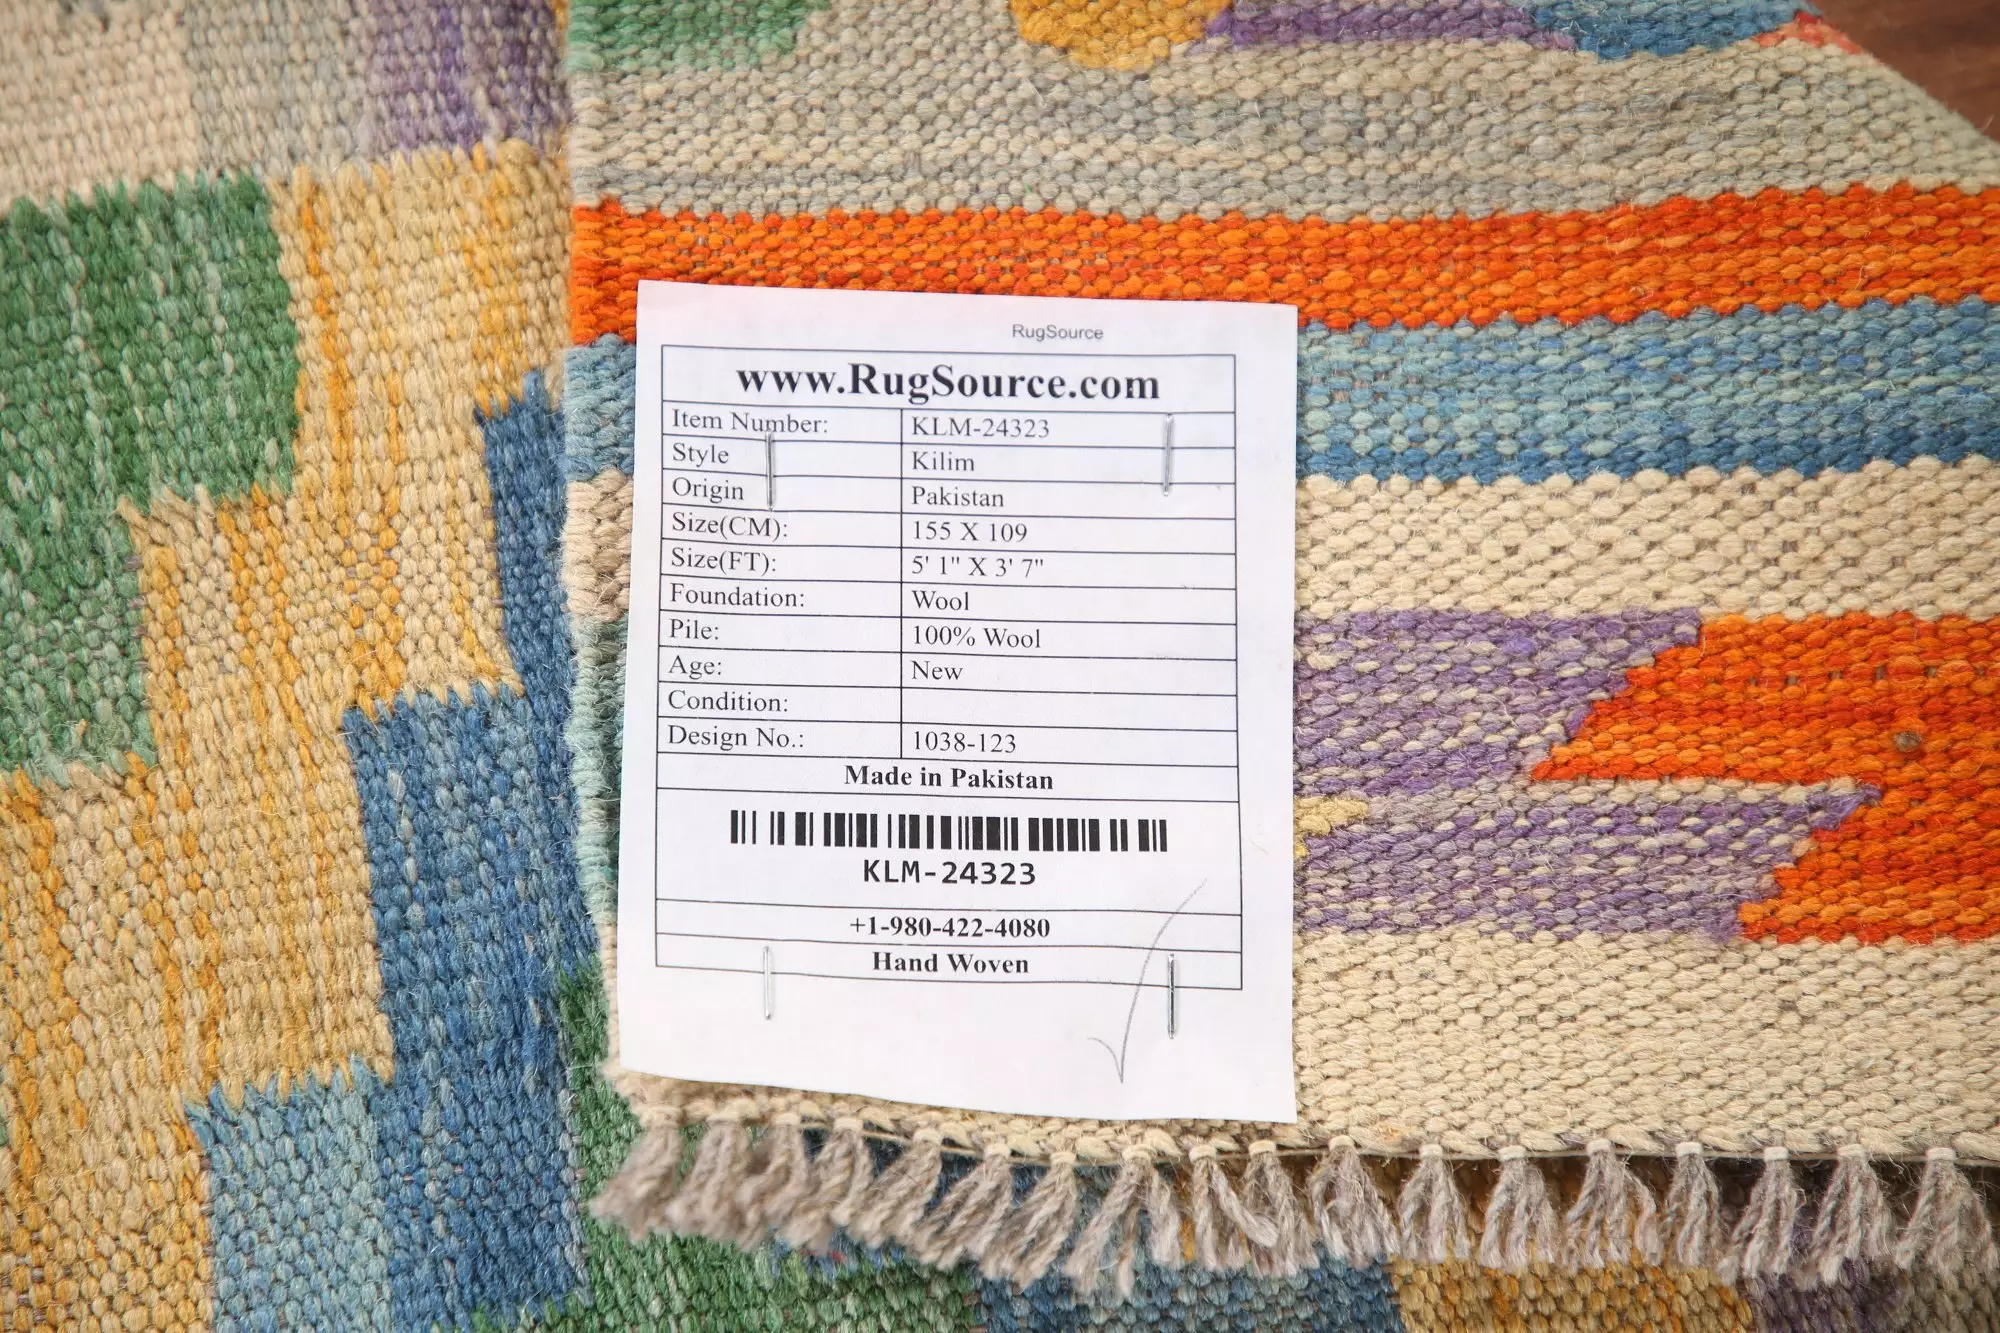 RugSource
www.RugSource.com
Item Number: KLM-24323
Style Kilim
Origin Pakistan
Size(CM): 155 X 109
Size(FT): 5' 1" X 3' 7"
Foundation: Wool
Pile: 100% Wool
Age: New
Condition:
Design No.: 1038-123
Made in Pakistan
KLM-24323
+1-980-422-4080
Hand Woven